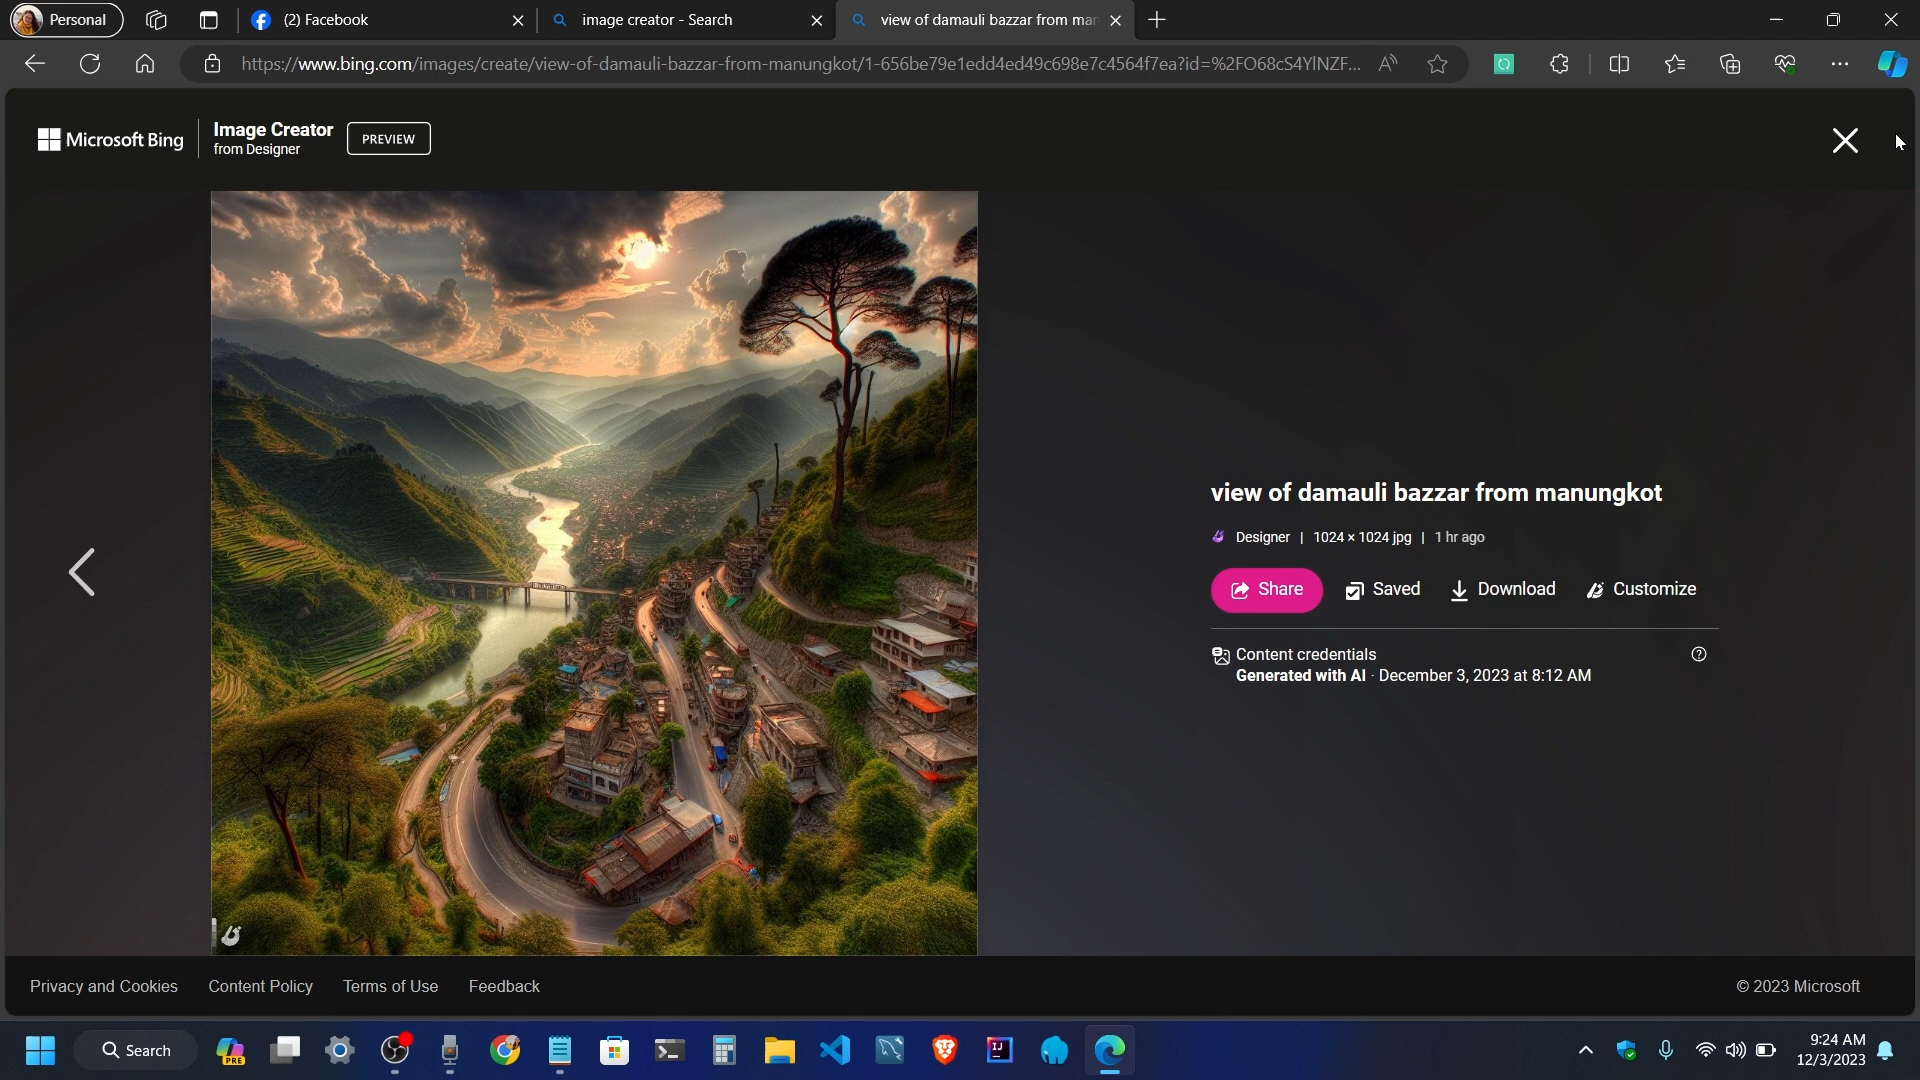 Personal
(2) Facebook
image creator - Search
view of damauli bazzar from mar
https://www.bing.com/images/create/view-of-damauli-bazzar-from-manungkot/1-656be79e1edd4ed49c698e7c4564f7ea?id=%2FO68cS4YlNZF...
Microsoft Bing
Image Creator
from Designer
PREVIEW
view of damauli bazzar from manungkot
Designer | 1024 × 1024 jpg | 1 hr ago
Share
Saved
Download
Customize
Content credentials
Generated with AI · December 3, 2023 at 8:12 AM
Privacy and Cookies
Content Policy
Terms of Use
Feedback
© 2023 Microsoft
Search
PRE
IJ
9:24 AM
12/3/2023